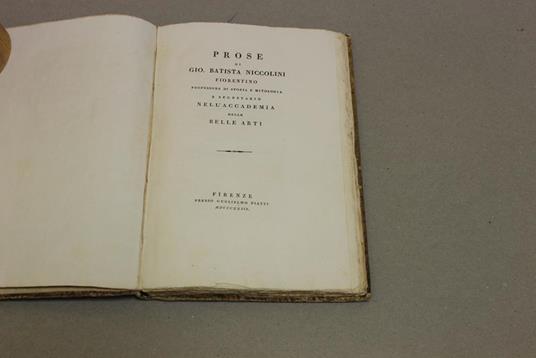 PROSE
DI
GIO. BATISTA NICCOLINI
FIORENTINO
PROFESSORE DI STORIA E MITOLOGIA
E SEGRETARIO
NELL'ACCADEMIA
DELLE
BELLE ARTI
FIRENZE
PRESSO GUGLIELMO PIATTI
MDCCCXXIII.